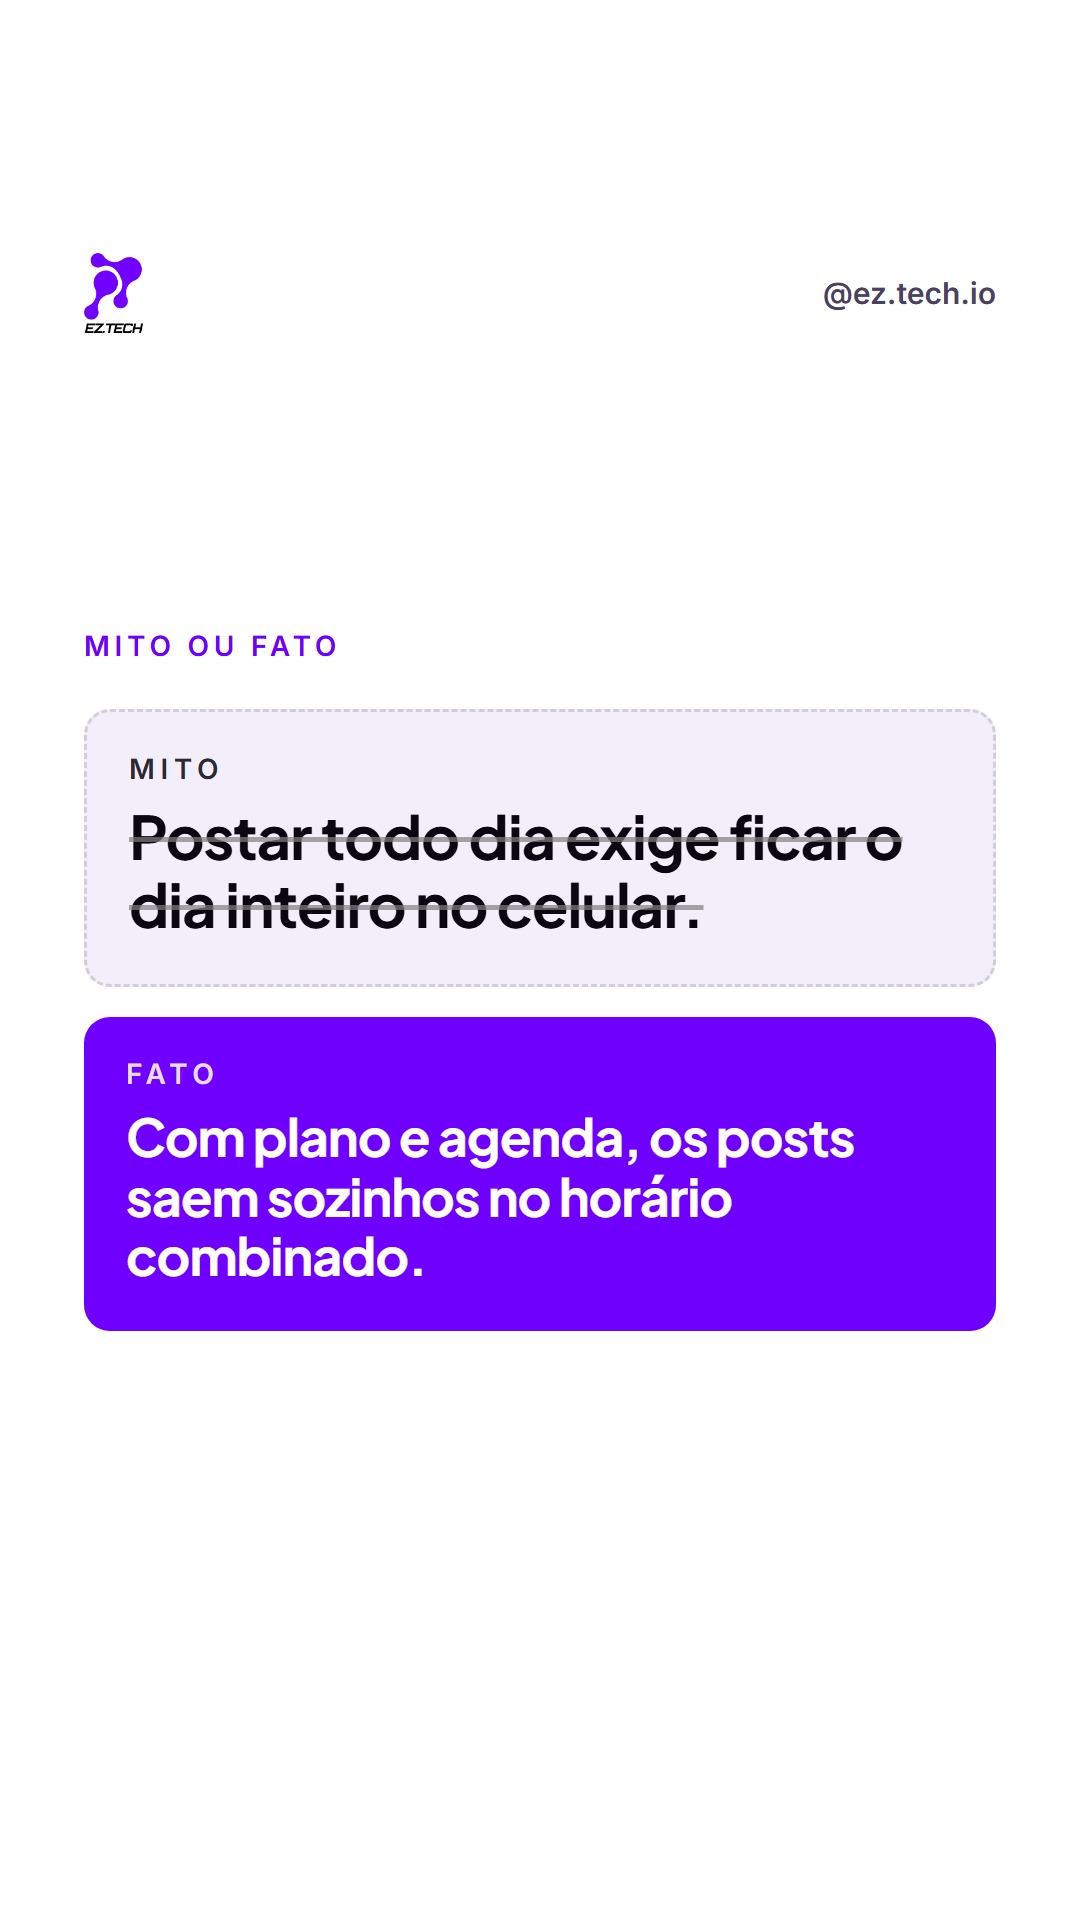 EZ.TECH
@ez.tech.io
MITO OU FATO
MITO
Postar todo dia exige ficar o
dia inteiro no celular.
FATO
Com plano e agenda, os posts
saem sozinhos no horário
combinado.